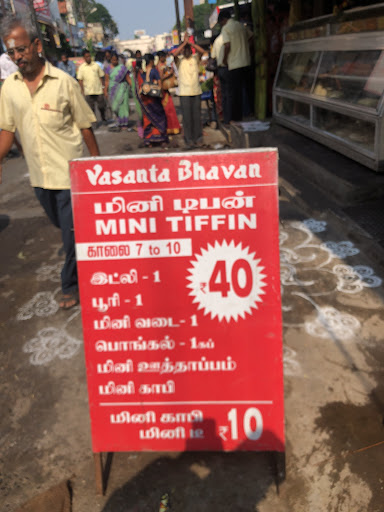 Vasanta Bhavan
மினி டிபன்
MINI TIFFIN
காலை 7 to 10
₹40
இட்லி - 1
பூரி - 1
மினி வடை - 1
பொங்கல் - 1கப்
மினி ஊத்தாப்பம்
மினி காபி
மினி காபி
மினி டீ ₹10